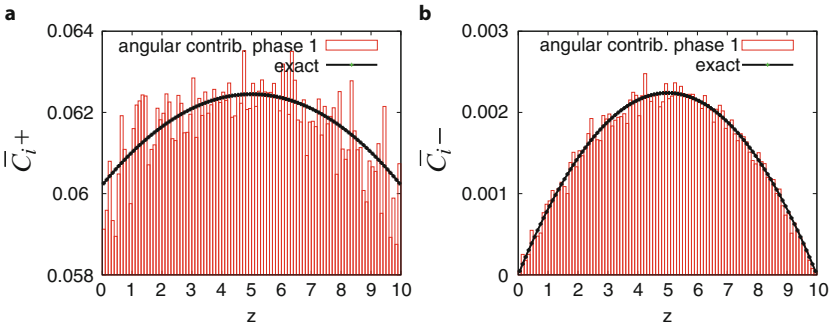 a
0.064
0.062
0.06
0.058
C̅ᵢ+
angular contrib. phase 1
exact
0 1 2 3 4 5 6 7 8 9 10
z
b
0.003
0.002
0.001
0
C̅ᵢ−
angular contrib. phase 1
exact
0 1 2 3 4 5 6 7 8 9 10
z